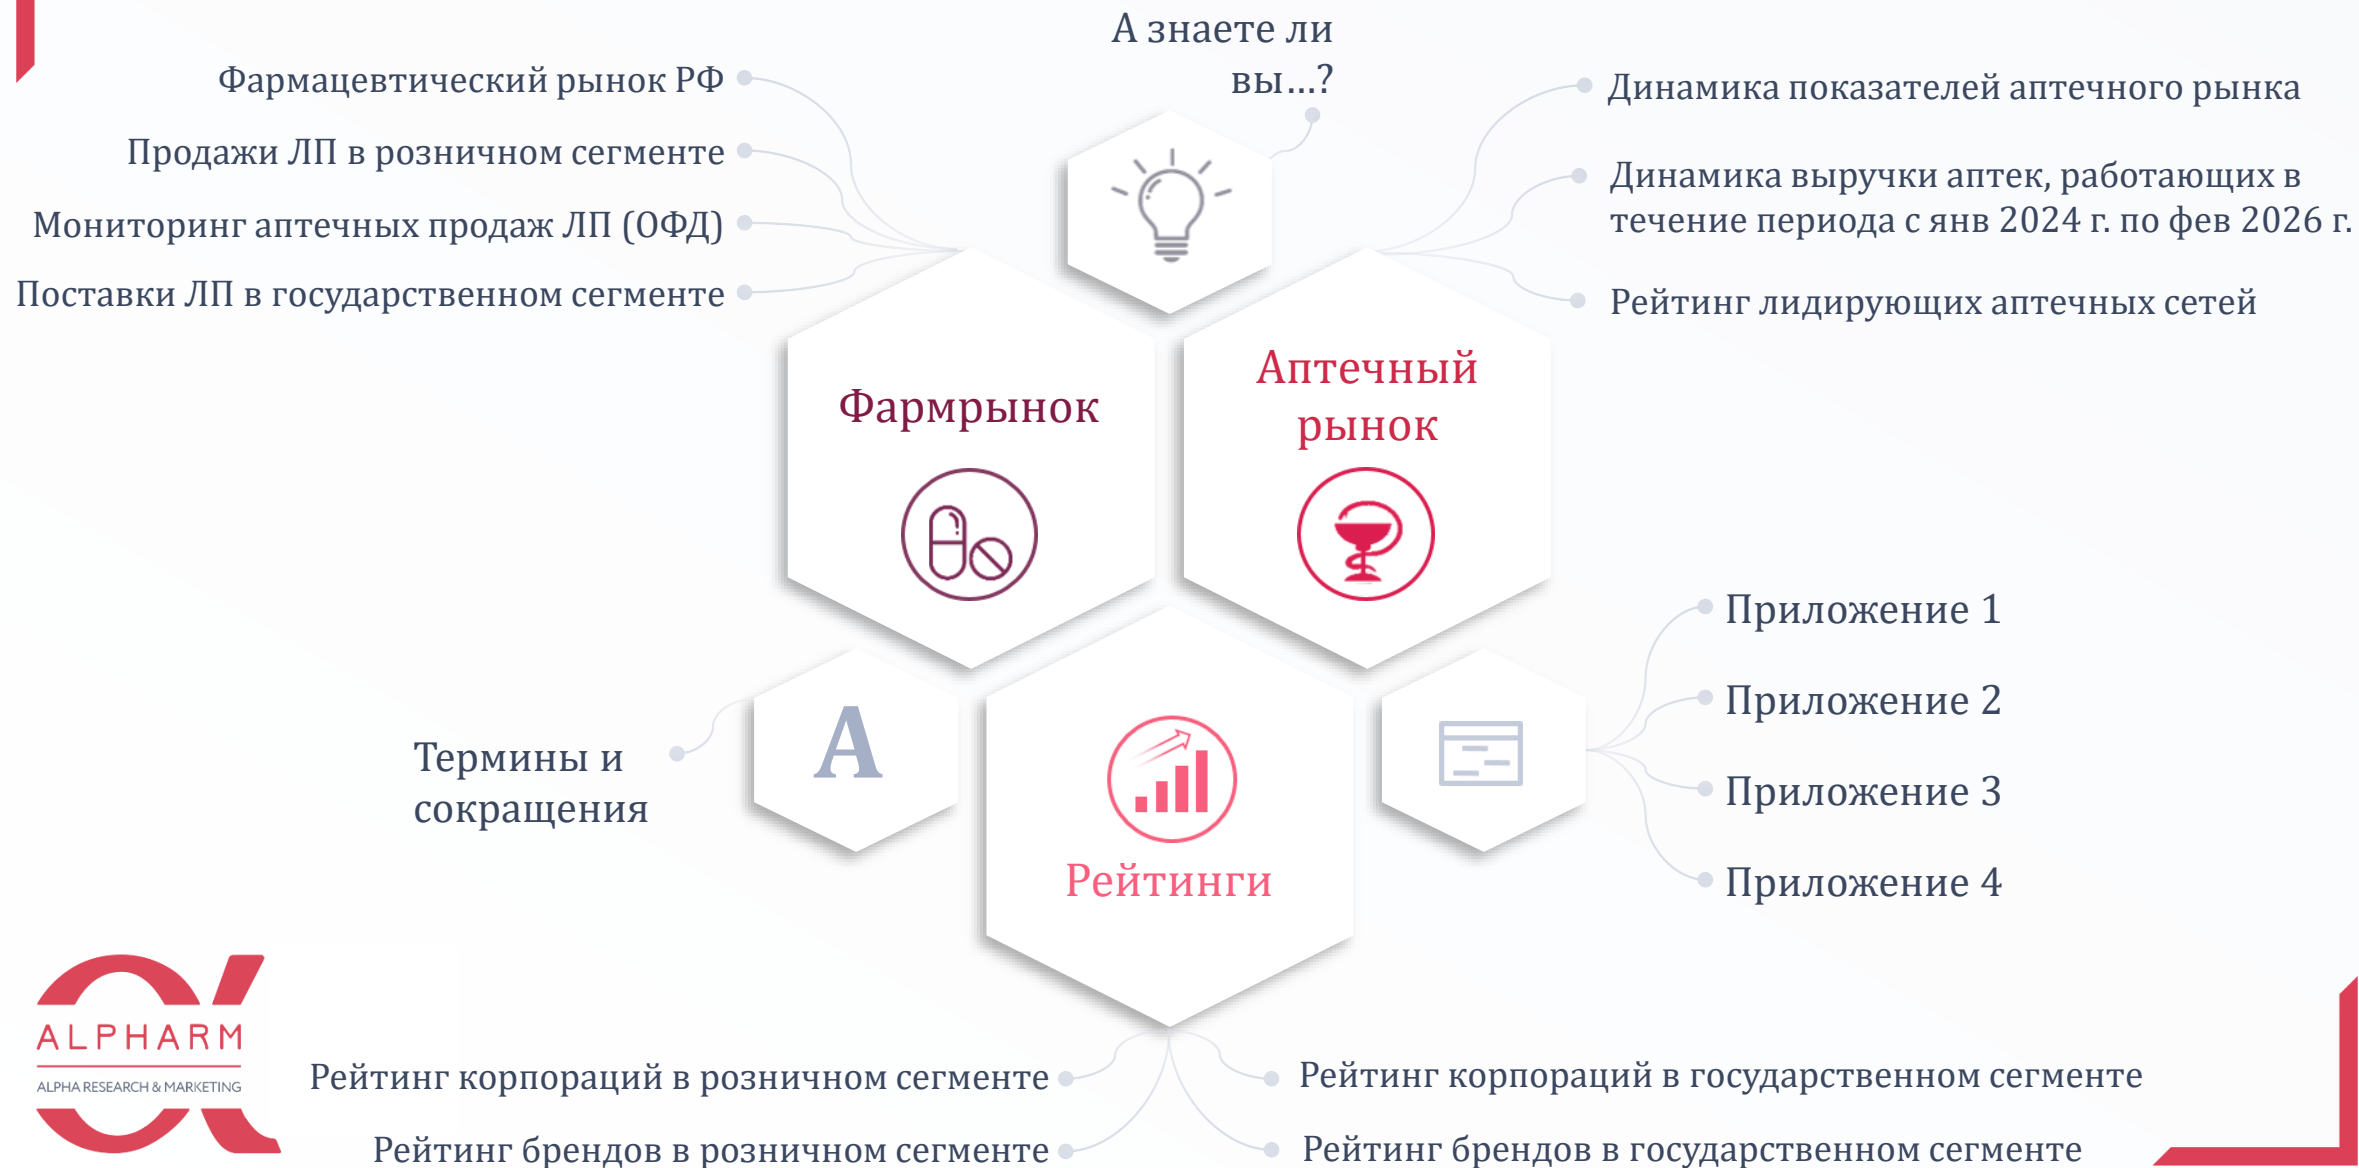 А знаете ли
вы...?
Фармацевтический рынок РФ
Продажи ЛП в розничном сегменте
Мониторинг аптечных продаж ЛП (ОФД)
Поставки ЛП в государственном сегменте
Динамика показателей аптечного рынка
Динамика выручки аптек, работающих в
течение периода с янв 2024 г. по фев 2026 г.
Рейтинг лидирующих аптечных сетей
Фармрынок
Аптечный
рынок
Термины и
сокращения
А
Рейтинги
Приложение 1
Приложение 2
Приложение 3
Приложение 4
ALPHARM
ALPHA RESEARCH & MARKETING
Рейтинг корпораций в розничном сегменте
Рейтинг брендов в розничном сегменте
Рейтинг корпораций в государственном сегменте
Рейтинг брендов в государственном сегменте